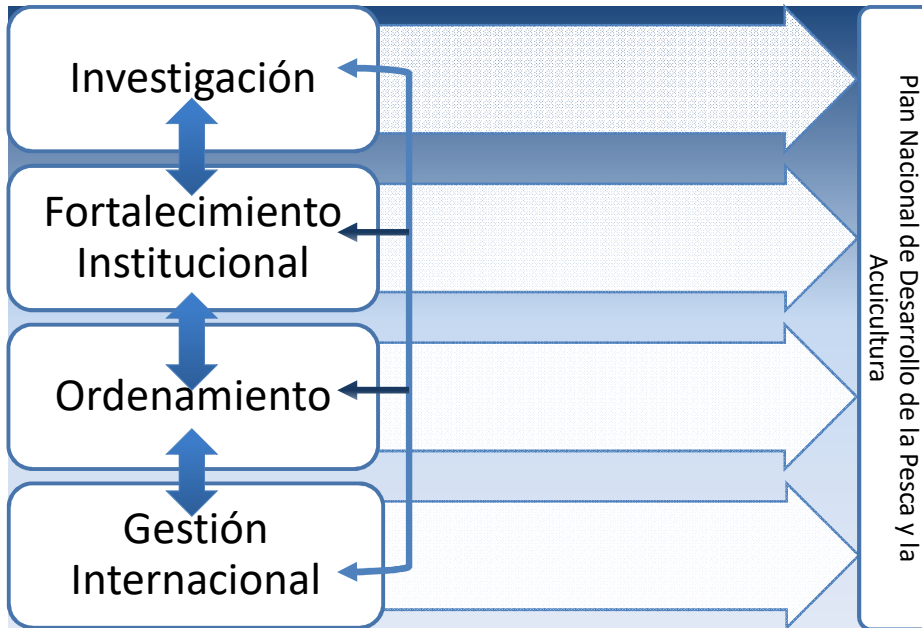 Investigación
Fortalecimiento
Institucional
Ordenamiento
Gestión
Internacional
Plan Nacional de Desarrollo de la Pesca y la
Acuicultura